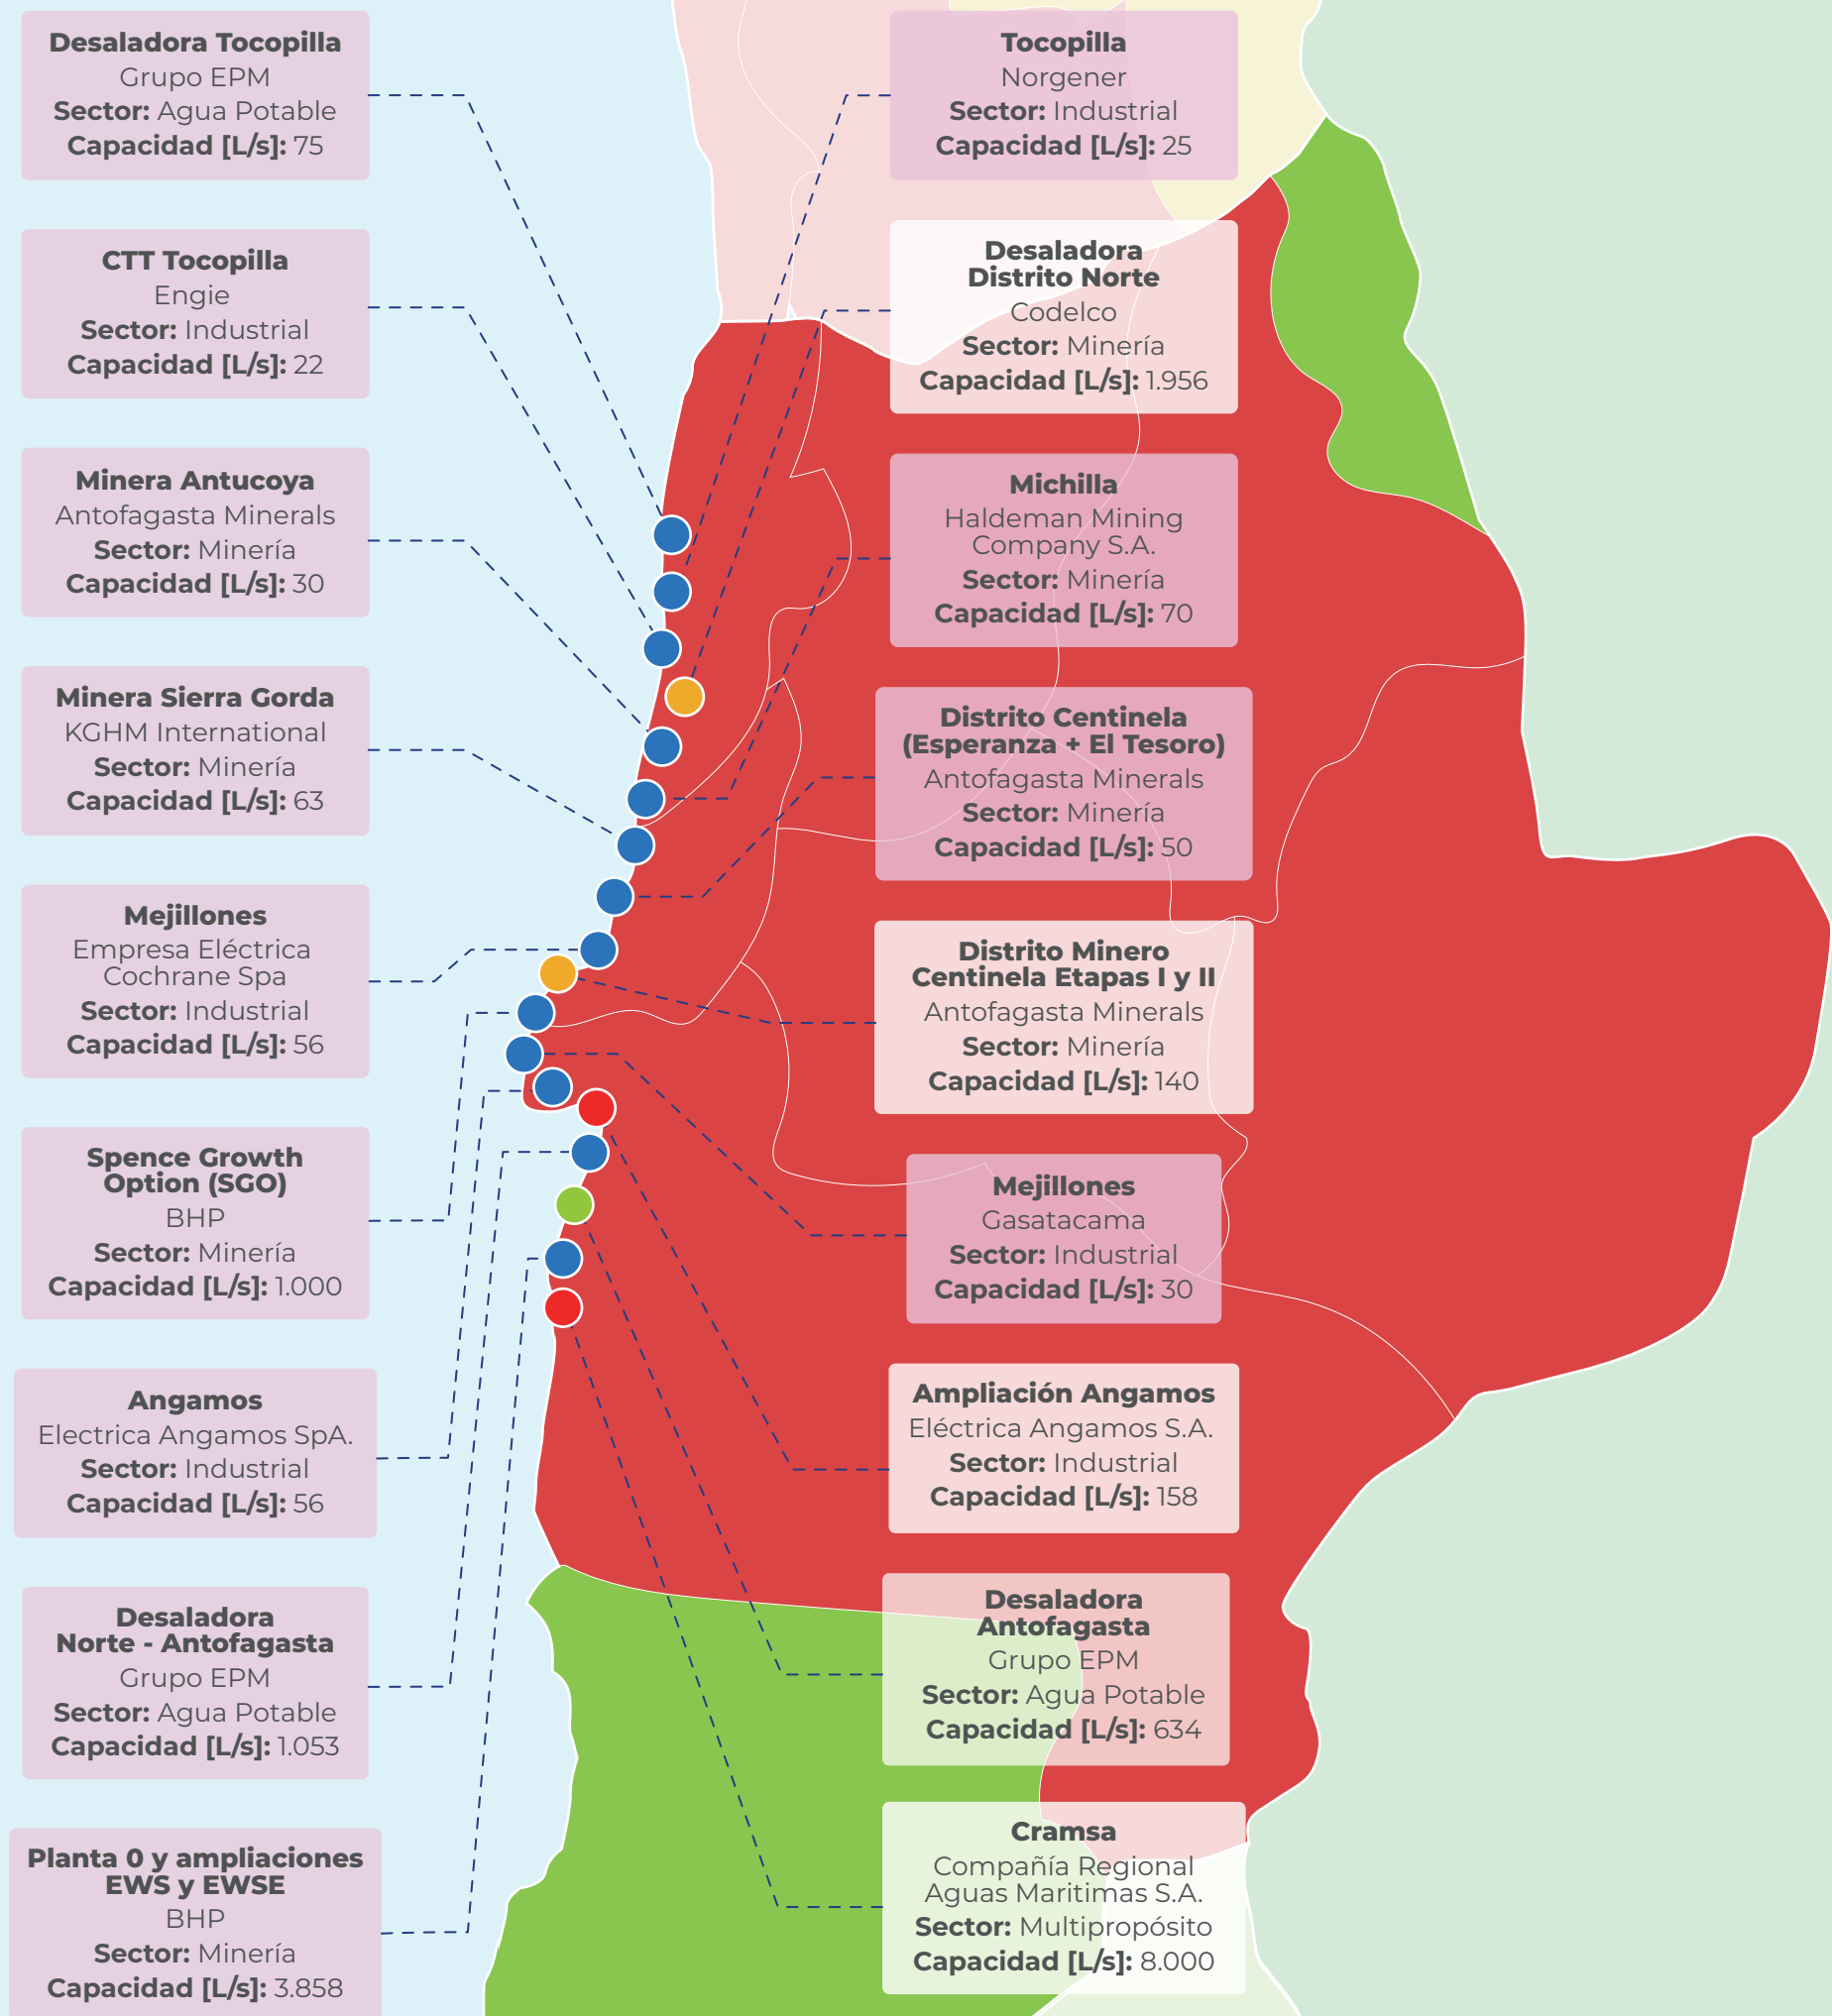 Desaladora Tocopilla
Grupo EPM
Sector: Agua Potable
Capacidad [L/s]: 75
CTT Tocopilla
Engie
Sector: Industrial
Capacidad [L/s]: 22
Minera Antucoya
Antofagasta Minerals
Sector: Minería
Capacidad [L/s]: 30
Minera Sierra Gorda
KGHM International
Sector: Minería
Capacidad [L/s]: 63
Mejillones
Empresa Eléctrica
Cochrane Spa
Sector: Industrial
Capacidad [L/s]: 56
Spence Growth
Option (SGO)
BHP
Sector: Minería
Capacidad [L/s]: 1.000
Angamos
Electrica Angamos SpA.
Sector: Industrial
Capacidad [L/s]: 56
Desaladora
Norte - Antofagasta
Grupo EPM
Sector: Agua Potable
Capacidad [L/s]: 1.053
Planta 0 y ampliaciones
EWS y EWSE
BHP
Sector: Minería
Capacidad [L/s]: 3.858
Tocopilla
Norgener
Sector: Industrial
Capacidad [L/s]: 25
Desaladora
Distrito Norte
Codelco
Sector: Minería
Capacidad [L/s]: 1.956
Michilla
Haldeman Mining
Company S.A.
Sector: Minería
Capacidad [L/s]: 70
Distrito Centinela
(Esperanza + El Tesoro)
Antofagasta Minerals
Sector: Minería
Capacidad [L/s]: 50
Distrito Minero
Centinela Etapas I y II
Antofagasta Minerals
Sector: Minería
Capacidad [L/s]: 140
Mejillones
Gasatacama
Sector: Industrial
Capacidad [L/s]: 30
Ampliación Angamos
Eléctrica Angamos S.A.
Sector: Industrial
Capacidad [L/s]: 158
Desaladora
Antofagasta
Grupo EPM
Sector: Agua Potable
Capacidad [L/s]: 634
Cramsa
Compañía Regional
Aguas Maritimas S.A.
Sector: Multipropósito
Capacidad [L/s]: 8.000